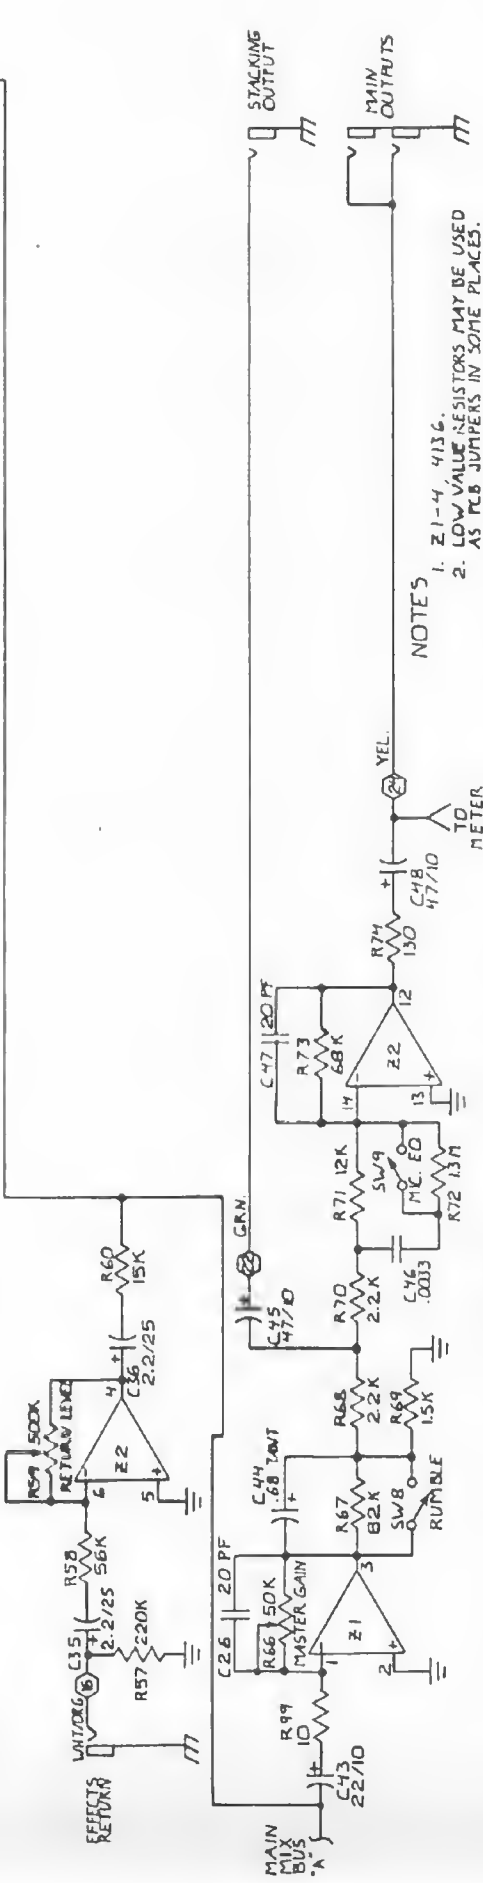 EFFECTS
RETURN
WHT/ORG
16
C35
+
2.2/25
R57
220K
R58
56K
R59 500K
RETURN LEVEL
6
5
-
+
Z2
4
C36
+
2.2/25
R60
15K
MAIN
MIX
BUS
"A"
C43
22/10
+
R99
10
C26
20 PF
R66 50K
MASTER GAIN
1
2
-
+
Z1
3
C44
.68 TANT
+
R67
82K
SW8
RUMBLE
R68
2.2K
R69
1.5K
C45
47/10
+
22
GRN.
STACKING
OUTPUT
R70
2.2K
R71 12K
C46
.0033
SW9
MIC. EQ
R72 1.3M
C47
20 PF
R73
68K
14
13
-
+
Z2
12
R74
130
+
C48
47/10
24
YEL.
TO
METER
MAIN
OUTPUTS
NOTES
1. Z1-4, 4136.
2. LOW VALUE RESISTORS MAY BE USED
AS PCB JUMPERS IN SOME PLACES.